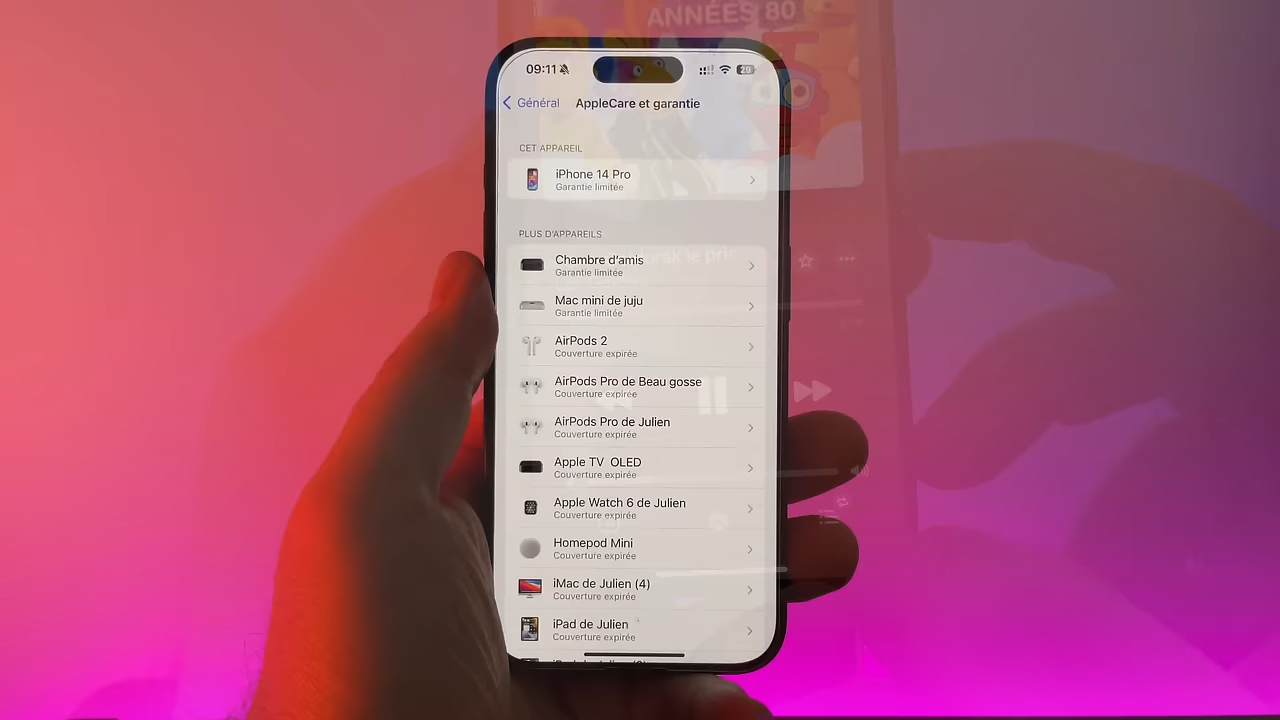 ANNÉES 80
09:11
29
Général
AppleCare et garantie
CET APPAREIL
iPhone 14 Pro
Garantie limitée
PLUS D'APPAREILS
Chambre d'amis
Garantie limitée
Mac mini de juju
Garantie limitée
AirPods 2
Couverture expirée
AirPods Pro de Beau gosse
Couverture expirée
AirPods Pro de Julien
Couverture expirée
Apple TV OLED
Couverture expirée
Apple Watch 6 de Julien
Couverture expirée
Homepod Mini
Couverture expirée
iMac de Julien (4)
Couverture expirée
iPad de Julien
Couverture expirée